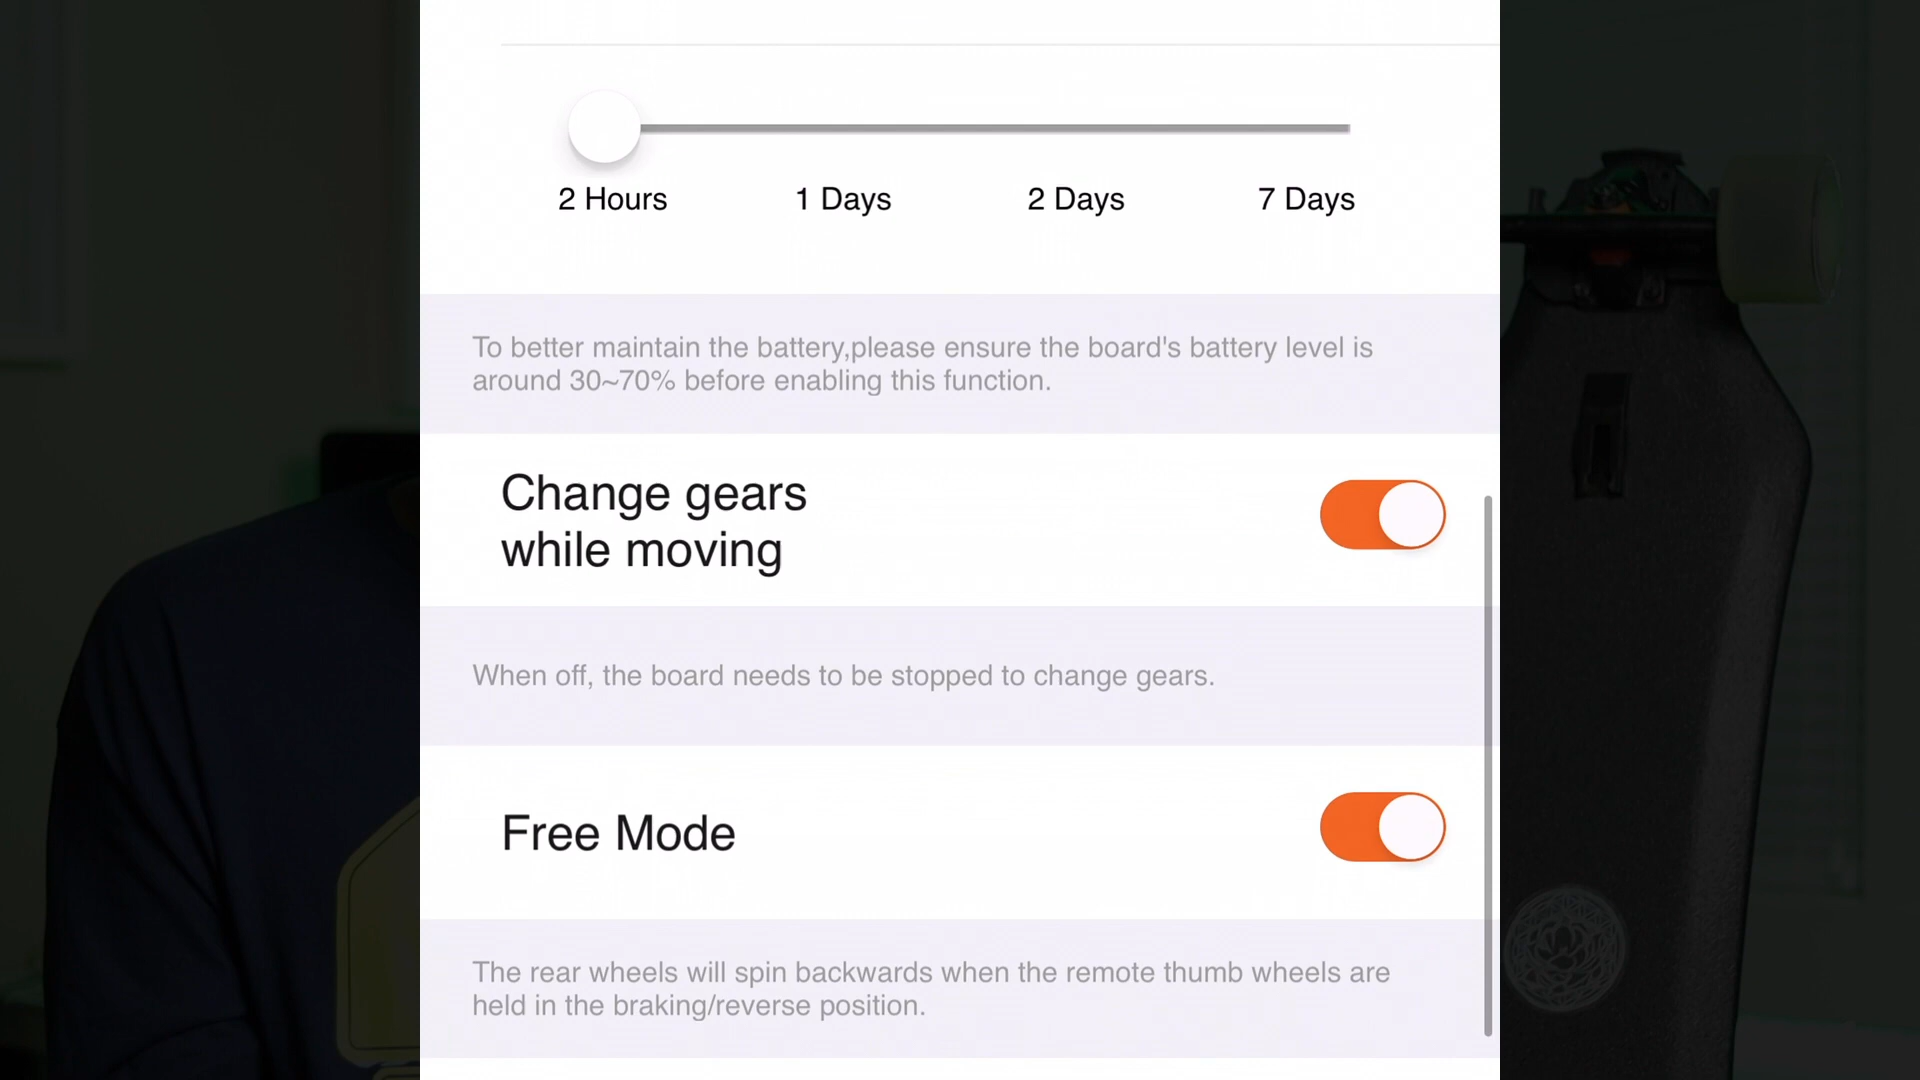 2 Hours 1 Days 2 Days 7 Days
To better maintain the battery,please ensure the board's battery level is
around 30~70% before enabling this function.
Change gears
while moving
When off, the board needs to be stopped to change gears.
Free Mode
The rear wheels will spin backwards when the remote thumb wheels are
held in the braking/reverse position.